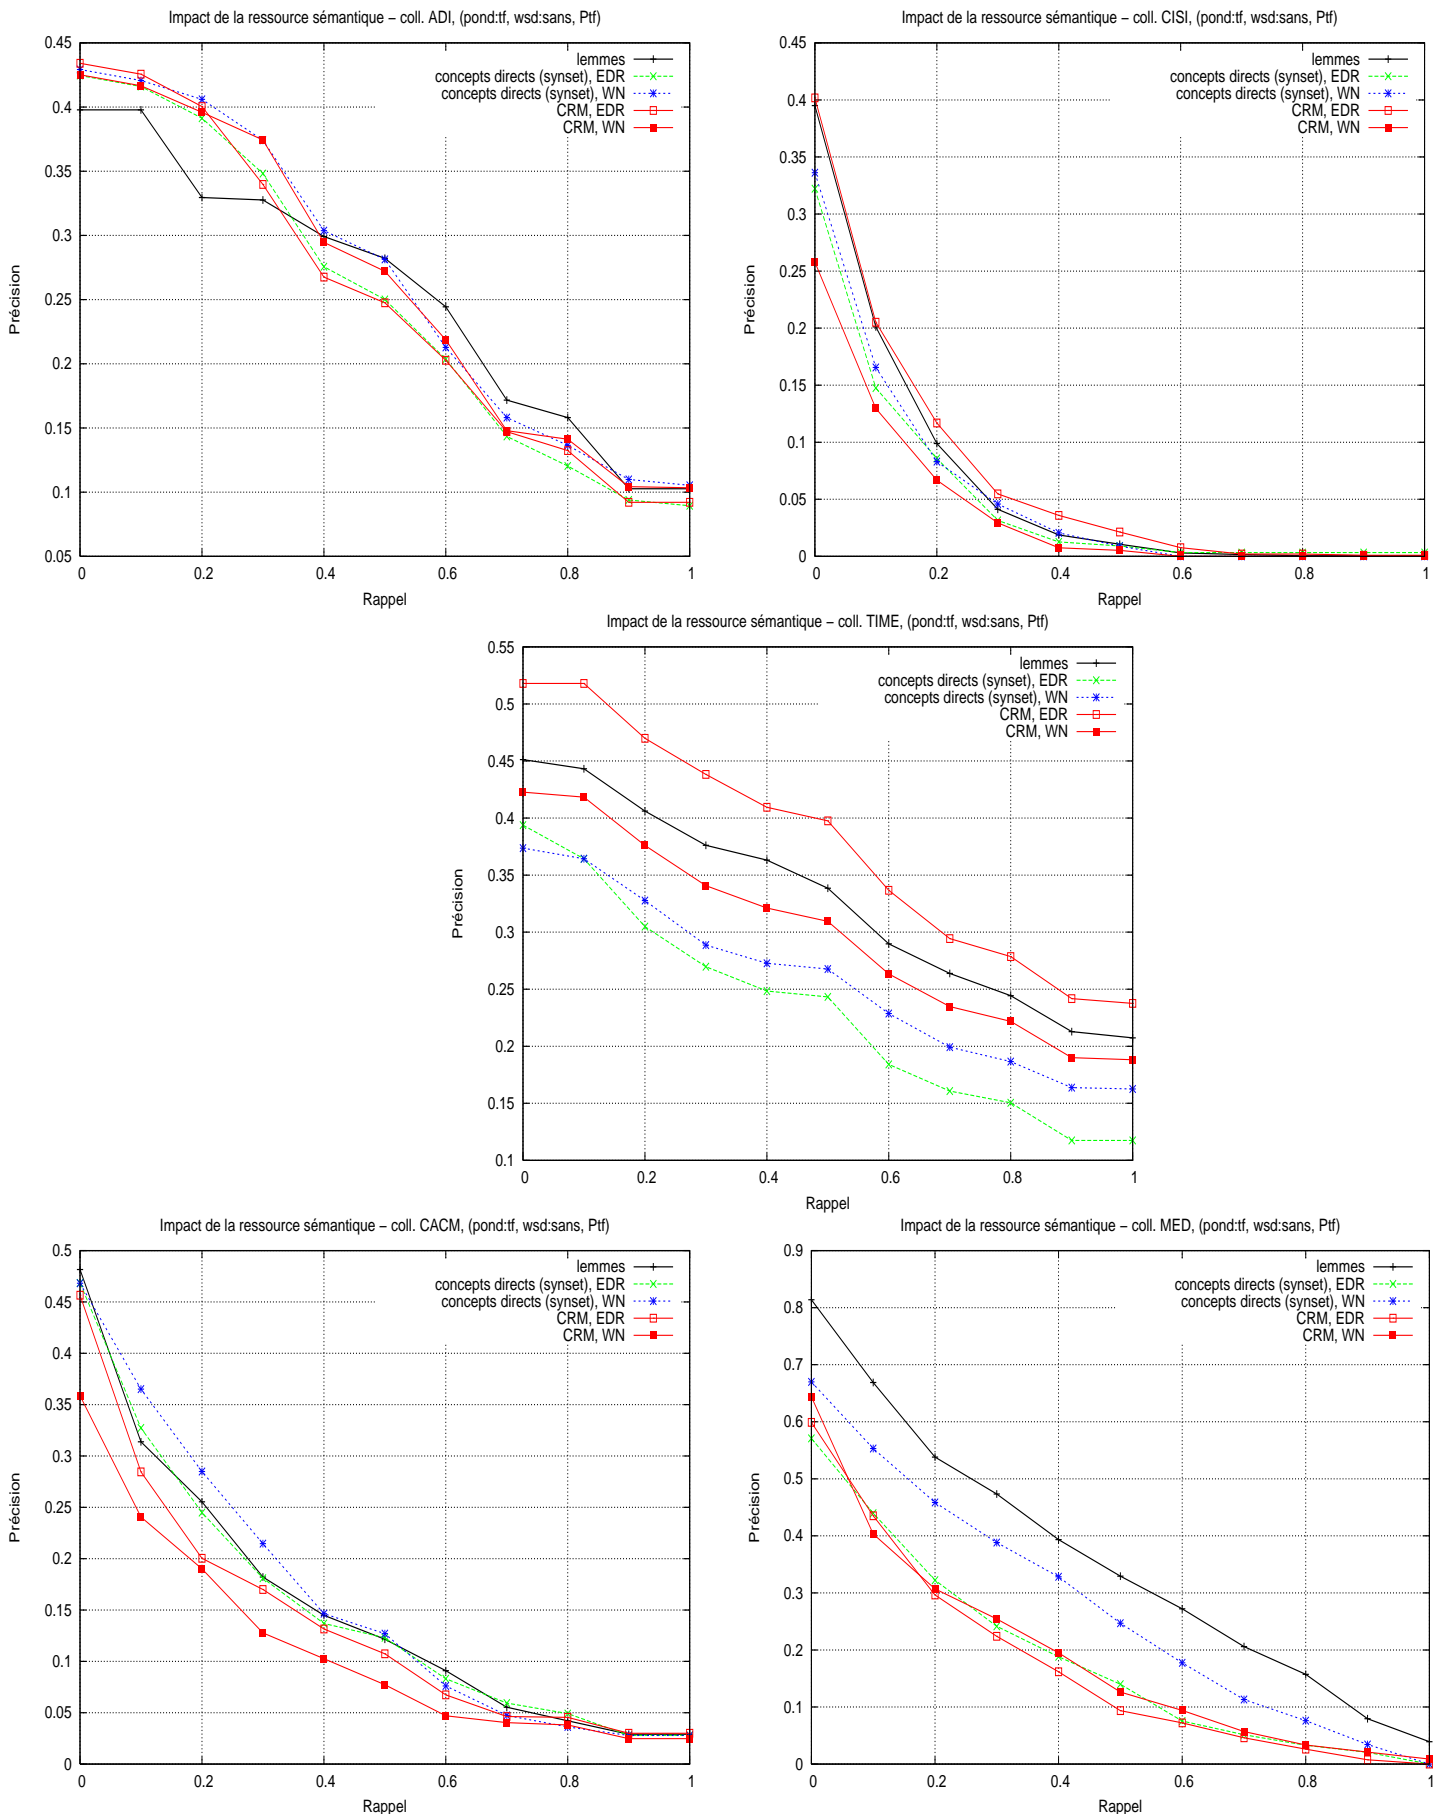 Impact de la ressource sémantique – coll. ADI, (pond:tf, wsd:sans, Ptf)
0.45
0.4
0.35
0.3
0.25
0.2
0.15
0.1
0.05
Précision
lemmes
concepts directs (synset), EDR
concepts directs (synset), WN
CRM, EDR
CRM, WN
0 0.2 0.4 0.6 0.8 1
Rappel
Impact de la ressource sémantique – coll. CISI, (pond:tf, wsd:sans, Ptf)
0.45
0.4
0.35
0.3
0.25
0.2
0.15
0.1
0.05
0
Précision
lemmes
concepts directs (synset), EDR
concepts directs (synset), WN
CRM, EDR
CRM, WN
0 0.2 0.4 0.6 0.8 1
Rappel
Impact de la ressource sémantique – coll. TIME, (pond:tf, wsd:sans, Ptf)
0.55
0.5
0.45
0.4
0.35
0.3
0.25
0.2
0.15
0.1
Précision
lemmes
concepts directs (synset), EDR
concepts directs (synset), WN
CRM, EDR
CRM, WN
0 0.2 0.4 0.6 0.8 1
Rappel
Impact de la ressource sémantique – coll. CACM, (pond:tf, wsd:sans, Ptf)
0.5
0.45
0.4
0.35
0.3
0.25
0.2
0.15
0.1
0.05
0
Précision
lemmes
concepts directs (synset), EDR
concepts directs (synset), WN
CRM, EDR
CRM, WN
0 0.2 0.4 0.6 0.8 1
Rappel
Impact de la ressource sémantique – coll. MED, (pond:tf, wsd:sans, Ptf)
0.9
0.8
0.7
0.6
0.5
0.4
0.3
0.2
0.1
0
Précision
lemmes
concepts directs (synset), EDR
concepts directs (synset), WN
CRM, EDR
CRM, WN
0 0.2 0.4 0.6 0.8 1
Rappel